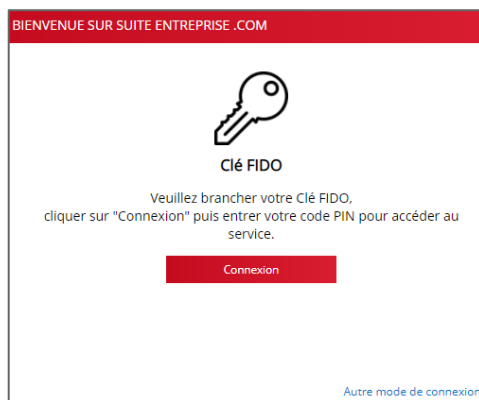 BIENVENUE SUR SUITE ENTREPRISE .COM
Clé FIDO
Veuillez brancher votre Clé FIDO,
cliquer sur "Connexion" puis entrer votre code PIN pour accéder au
service.
Connexion
Autre mode de connexion